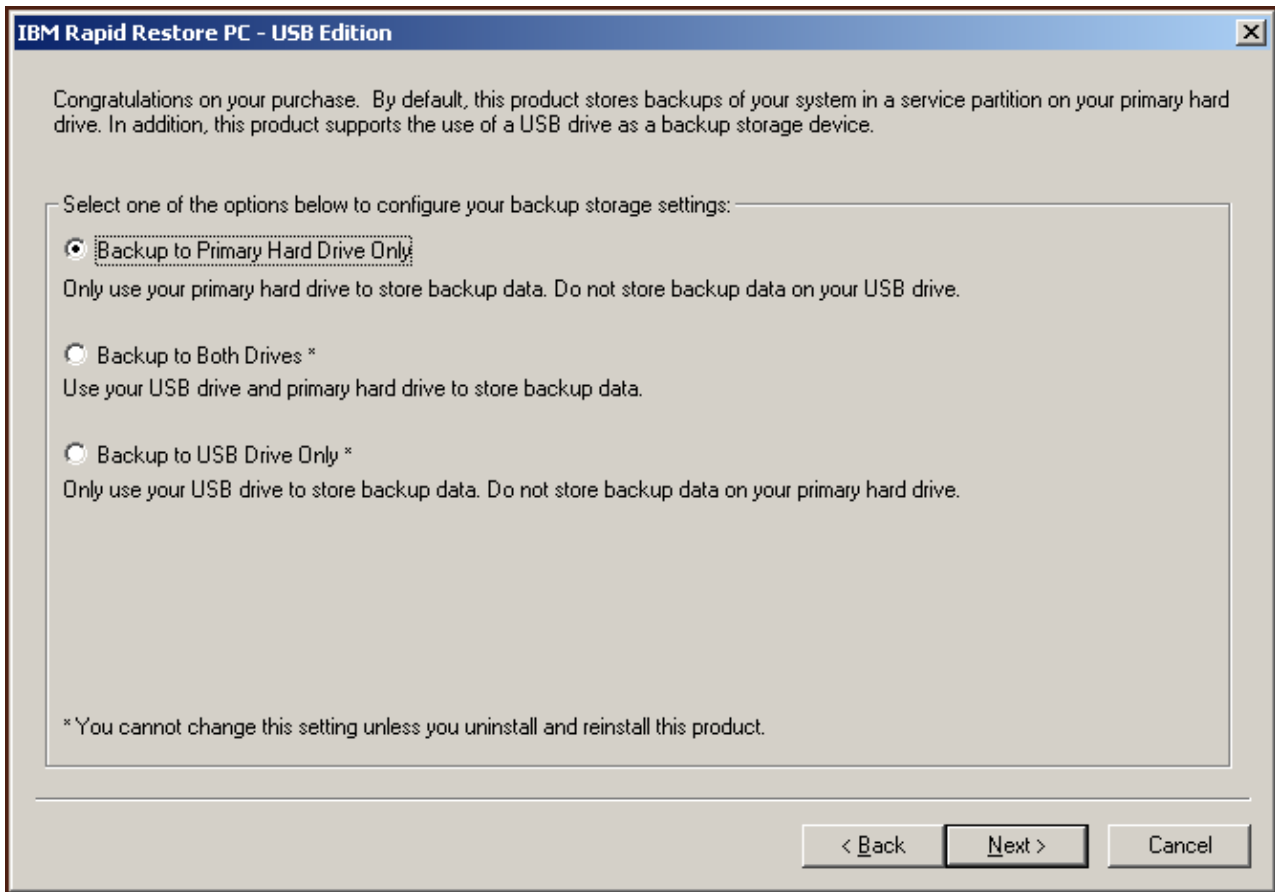 IBM Rapid Restore PC - USB Edition
Congratulations on your purchase.  By default, this product stores backups of your system in a service partition on your primary hard
drive. In addition, this product supports the use of a USB drive as a backup storage device.
Select one of the options below to configure your backup storage settings:
Backup to Primary Hard Drive Only
Only use your primary hard drive to store backup data. Do not store backup data on your USB drive.
Backup to Both Drives *
Use your USB drive and primary hard drive to store backup data.
Backup to USB Drive Only *
Only use your USB drive to store backup data. Do not store backup data on your primary hard drive.
* You cannot change this setting unless you uninstall and reinstall this product.
< Back
Next >
Cancel